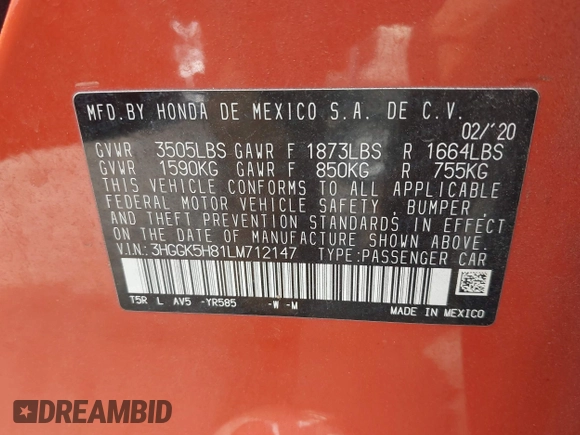 MFD.BY HONDA DE MEXICO S.A. DE C.V.
02/'20
GVWR 3505LBS GAWR F 1873LBS R 1664LBS
GVWR 1590KG GAWR F 850KG R 755KG
THIS VEHICLE CONFORMS TO ALL APPLICABLE
FEDERAL MOTOR VEHICLE SAFETY, BUMPER,
AND THEFT PREVENTION STANDARDS IN EFFECT
ON THE DATE OF MANUFACTURE SHOWN ABOVE.
V.I.N.: 3HGGK5H81LM712147 TYPE:PASSENGER CAR
T5R L AV5 -YR585 -W -M
MADE IN MEXICO
DREAMBID